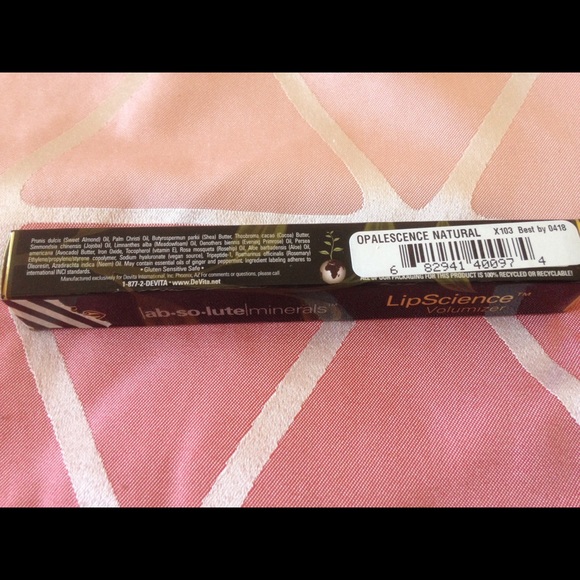 Prunis dulcis (Sweet Almond) Oil, Palm Christi Oil, Butyrospermum parkii (Shea) Butter, Theobroma cacao (Cocoa) Butter,
Simmondsia chinensis (Jojoba) Oil, Limnanthes alba (Meadowfoam) Oil, Oenothera biennis (Evening Primrose) Oil, Persea
americana (Avocado) Butter, Iron Oxide, Tocopherol (vitamin E), Rosa mosqueta (Rosehip) Oil, Aloe barbadensis (Aloe) Oil,
Ethylene/propylene/styrene copolymer, Sodium hyaluronate (vegan source), Tripeptide-1, Rosmarinus officinalis (Rosemary)
Oleoresin, Azadirachta indica (Neem) Oil. May contain essential oils of ginger and peppermint. Ingredient labeling adheres to
international INCI standards.
• Gluten Sensitive Safe •
Manufactured exclusively for Devita International, Inc. Phoenix, AZ For comments or questions, please call:
1-877-2-DEVITA • www.DeVita.net
OPALESCENCE NATURAL X103 Best by 0418
6 82941 40097 4
PACKAGING FOR THIS PRODUCT IS 100% RECYCLED OR RECYCLABLE!
|ab·so·lute|minerals™
LipScience™
Volumizer